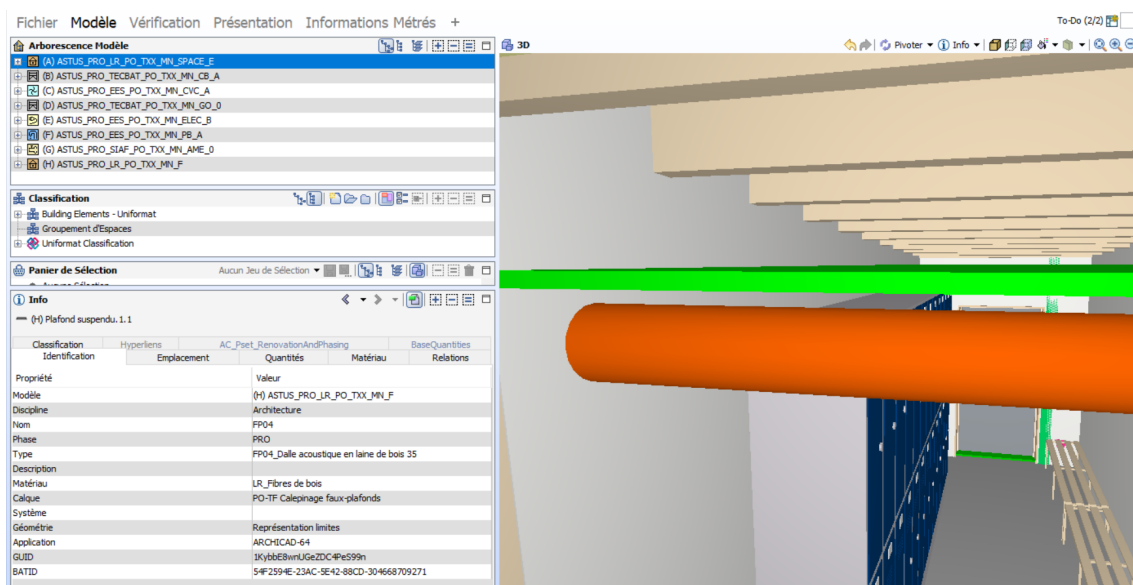 Fichier Modèle Vérification Présentation Informations Métrés +
To-Do (2/2)
Arborescence Modèle
3D
Pivoter Info
(A) ASTUS_PRO_LR_PO_TXX_MN_SPACE_E
(B) ASTUS_PRO_TECBAT_PO_TXX_MN_CB_A
(C) ASTUS_PRO_EES_PO_TXX_MN_CVC_A
(D) ASTUS_PRO_TECBAT_PO_TXX_MN_GO_0
(E) ASTUS_PRO_EES_PO_TXX_MN_ELEC_B
(F) ASTUS_PRO_EES_PO_TXX_MN_PB_A
(G) ASTUS_PRO_SIAF_PO_TXX_MN_AME_0
(H) ASTUS_PRO_LR_PO_TXX_MN_F
Classification
Building Elements - Uniformat
Groupement d'Espaces
Uniformat Classification
Panier de Sélection
Aucun Jeu de Sélection
Info
(H) Plafond suspendu.1.1
Classification Hyperliens AC_Pset_RenovationAndPhasing BaseQuantities
Identification Emplacement Quantités Matériau Relations
Propriété Valeur
Modèle (H) ASTUS_PRO_LR_PO_TXX_MN_F
Discipline Architecture
Nom FP04
Phase PRO
Type FP04_Dalle acoustique en laine de bois 35
Description
Matériau LR_Fibres de bois
Calque PO-TF Calepinage faux-plafonds
Système
Géométrie Représentation limites
Application ARCHICAD-64
GUID 1KybbE8wnUGeZDC4PeS99n
BATID 54F2594E-23AC-5E42-88CD-304668709271